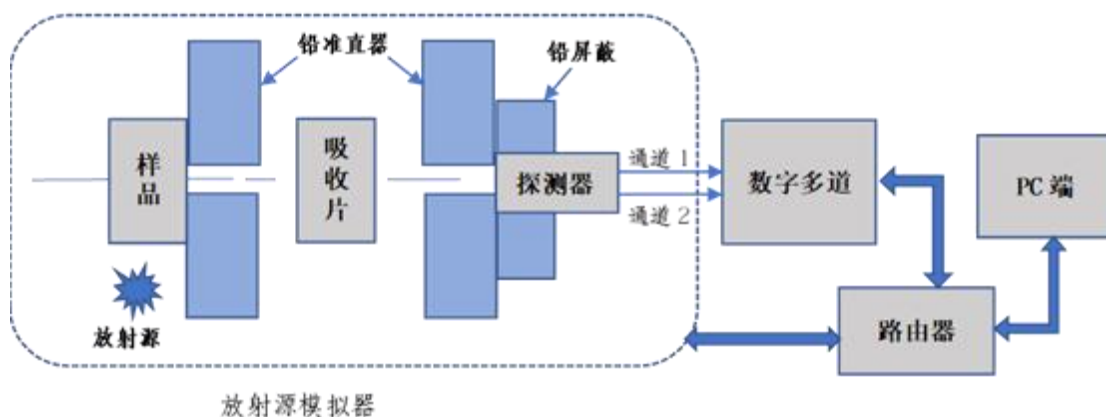 铅准直器
铅屏蔽
样品
吸收片
探测器
通道 1
通道 2
数字多道
PC 端
放射源
路由器
放射源模拟器